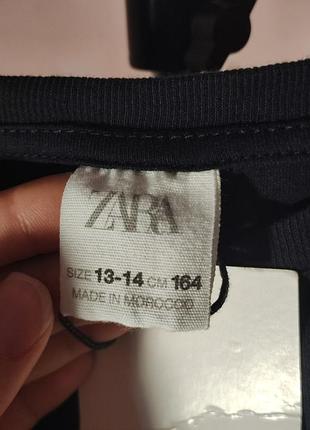 ZARA
SIZE 13-14 CM 164
MADE IN MOROCCO